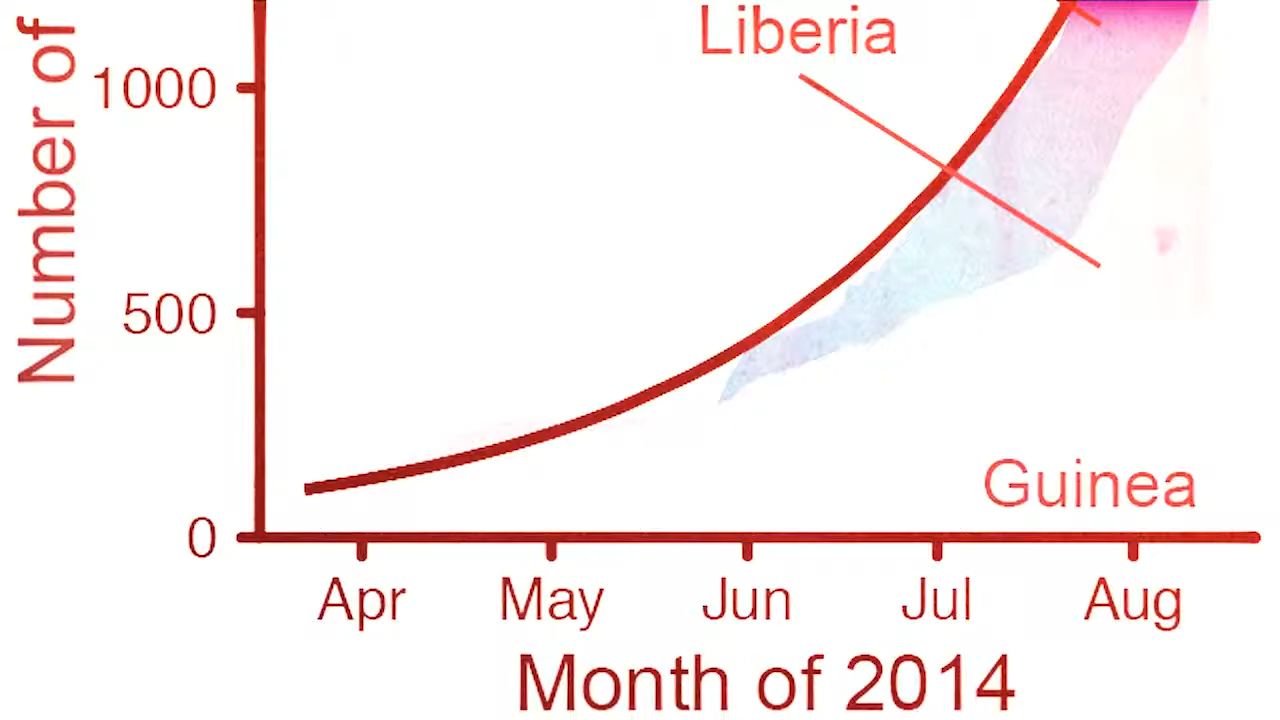 Number of
Liberia
1000
500
Guinea
0
Apr May Jun Jul Aug
Month of 2014